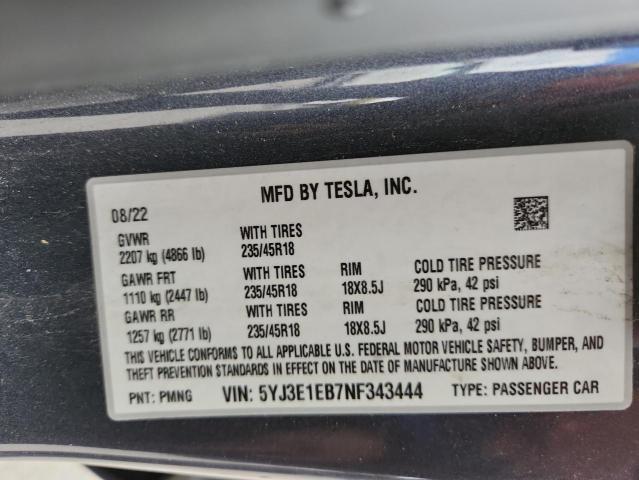 MFD BY TESLA, INC.
08/22
GVWR WITH TIRES
2207 kg (4866 lb) 235/45R18
GAWR FRT WITH TIRES RIM COLD TIRE PRESSURE
1110 kg (2447 lb) 235/45R18 18X8.5J 290 kPa, 42 psi
GAWR RR WITH TIRES RIM COLD TIRE PRESSURE
1257 kg (2771 lb) 235/45R18 18X8.5J 290 kPa, 42 psi
THIS VEHICLE CONFORMS TO ALL APPLICABLE U.S. FEDERAL MOTOR VEHICLE SAFETY, BUMPER, AND
THEFT PREVENTION STANDARDS IN EFFECT ON THE DATE OF MANUFACTURE SHOWN ABOVE.
PNT: PMNG VIN: 5YJ3E1EB7NF343444 TYPE: PASSENGER CAR